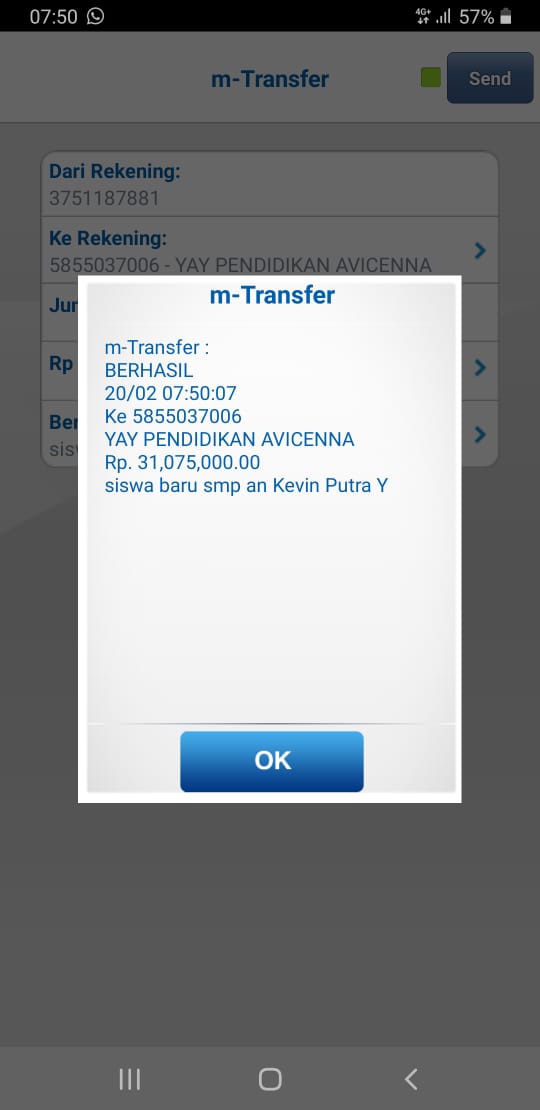 07:50 4G+ 57%
m-Transfer
Send
Dari Rekening:
3751187881
Ke Rekening:
5855037006 - YAY PENDIDIKAN AVICENNA
Jur
Rp
Ber
sisw
m-Transfer
m-Transfer :
BERHASIL
20/02 07:50:07
Ke 5855037006
YAY PENDIDIKAN AVICENNA
Rp. 31,075,000.00
siswa baru smp an Kevin Putra Y
OK